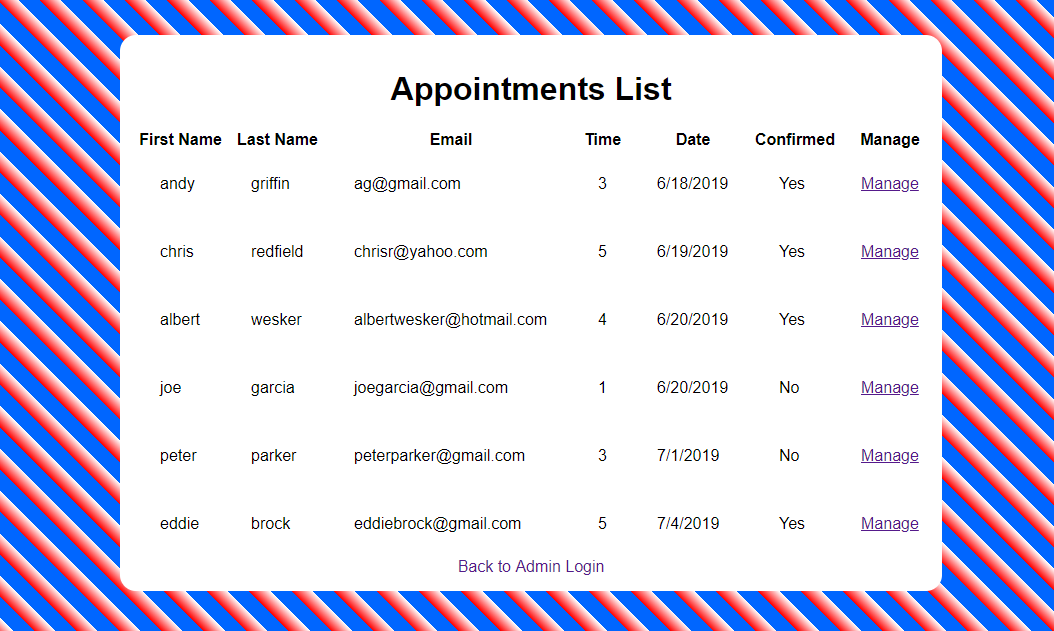 Appointments List
First Name Last Name Email Time Date Confirmed Manage
andy griffin ag@gmail.com 3 6/18/2019 Yes Manage
chris redfield chrisr@yahoo.com 5 6/19/2019 Yes Manage
albert wesker albertwesker@hotmail.com 4 6/20/2019 Yes Manage
joe garcia joegarcia@gmail.com 1 6/20/2019 No Manage
peter parker peterparker@gmail.com 3 7/1/2019 No Manage
eddie brock eddiebrock@gmail.com 5 7/4/2019 Yes Manage
Back to Admin Login